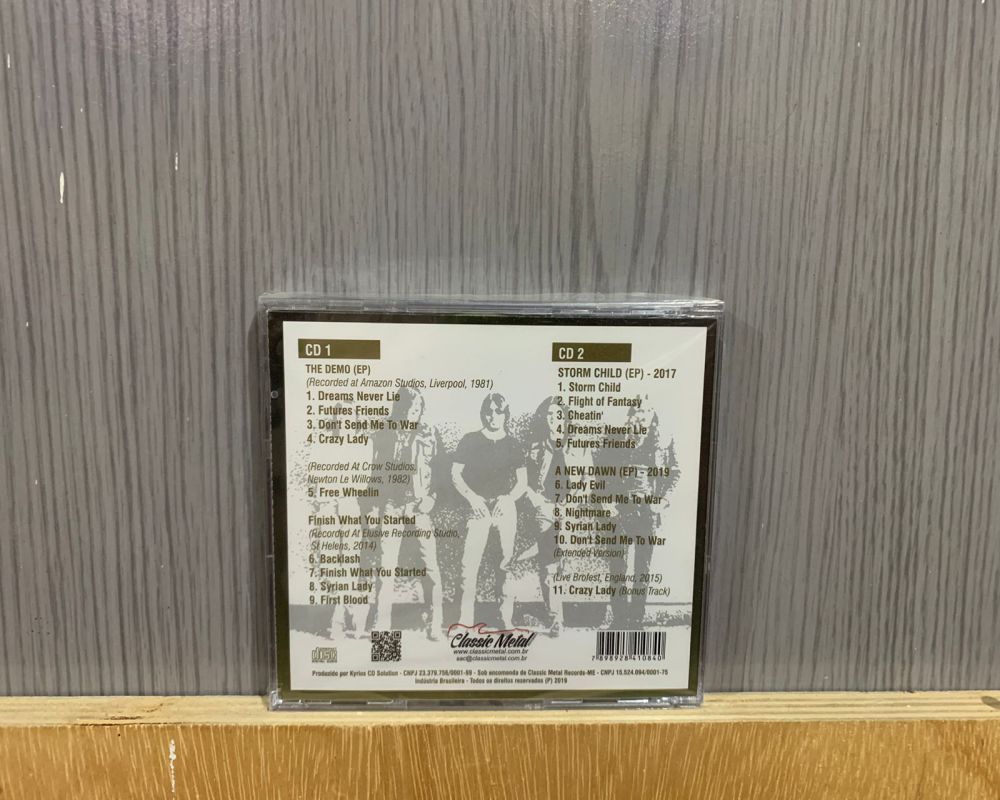 CD 1
THE DEMO (EP)
(Recorded at Amazon Studios, Liverpool, 1981)
1. Dreams Never Lie
2. Futures Friends
3. Don't Send Me To War
4. Crazy Lady
(Recorded At Crow Studios,
Newton Le Willows, 1982)
5. Free Wheelin
Finish What You Started
(Recorded At Elusive Recording Studio,
St Helens, 2014)
6. Backlash
7. Finish What You Started
8. Syrian Lady
9. First Blood
CD 2
STORM CHILD (EP) - 2017
1. Storm Child
2. Flight of Fantasy
3. Cheatin'
4. Dreams Never Lie
5. Futures Friends
A NEW DAWN (EP) - 2019
6. Lady Evil
7. Don't Send Me To War
8. Nightmare
9. Syrian Lady
10. Don't Send Me To War
(Extended Version)
(Live Brofest, England, 2015)
11. Crazy Lady (Bonus Track)
Classic Metal
www.classicmetal.com.br
sac@classicmetal.com.br
7 898928 410840
Produzido por Kyrios CD Solution - CNPJ 23.379.756/0001-69 - Sob encomenda de Classic Metal Records-ME - CNPJ 15.524.094/0001-75
Indústria Brasileira - Todos os direitos reservados (P) 2019